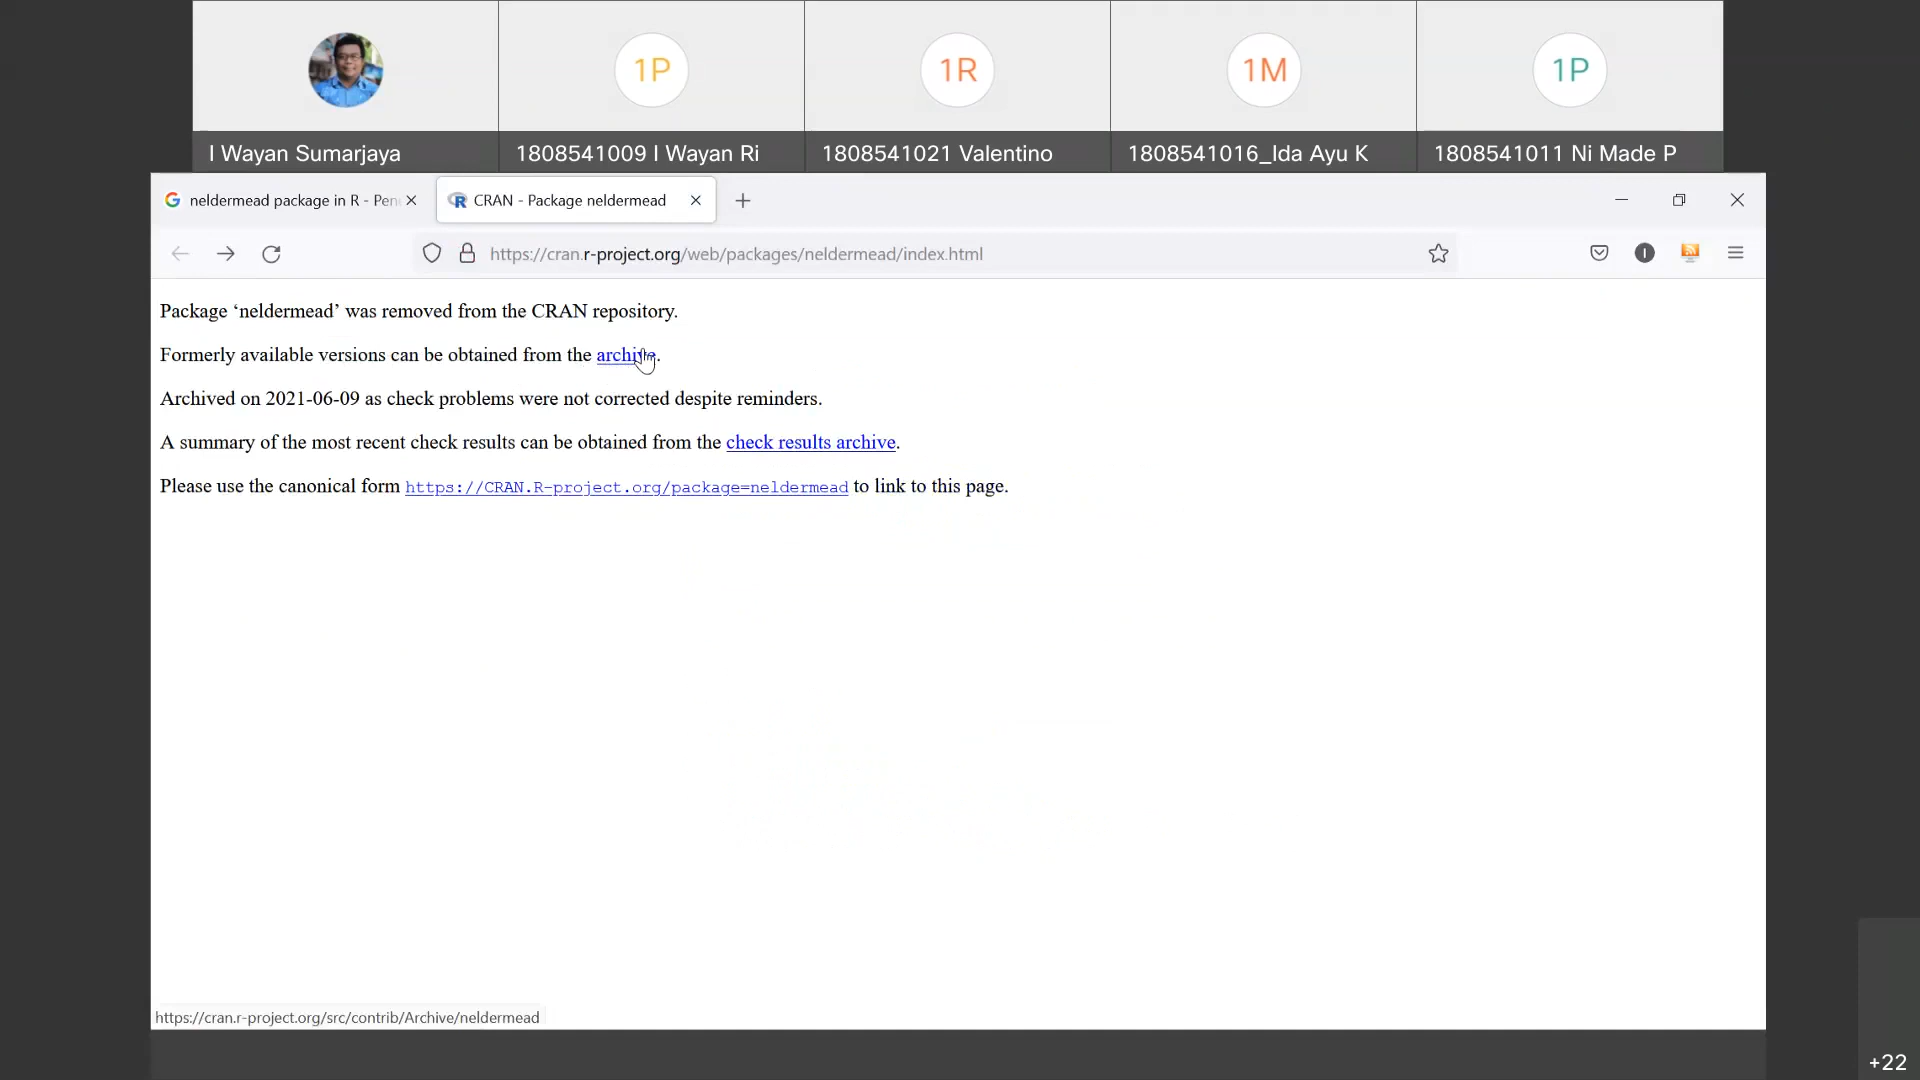 1P
1R
1M
1P
I Wayan Sumarjaya
1808541009 I Wayan Ri
1808541021 Valentino
1808541016_Ida Ayu K
1808541011 Ni Made P
neldermead package in R - Pen
CRAN - Package neldermead
https://cran.r-project.org/web/packages/neldermead/index.html
I
Package ‘neldermead’ was removed from the CRAN repository.
Formerly available versions can be obtained from the archive.
Archived on 2021-06-09 as check problems were not corrected despite reminders.
A summary of the most recent check results can be obtained from the check results archive.
Please use the canonical form https://CRAN.R-project.org/package=neldermead to link to this page.
https://cran.r-project.org/src/contrib/Archive/neldermead
+22